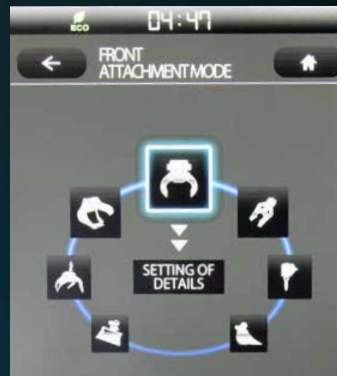 ECO
04:47
FRONT
ATTACHMENT MODE
SETTING OF
DETAILS